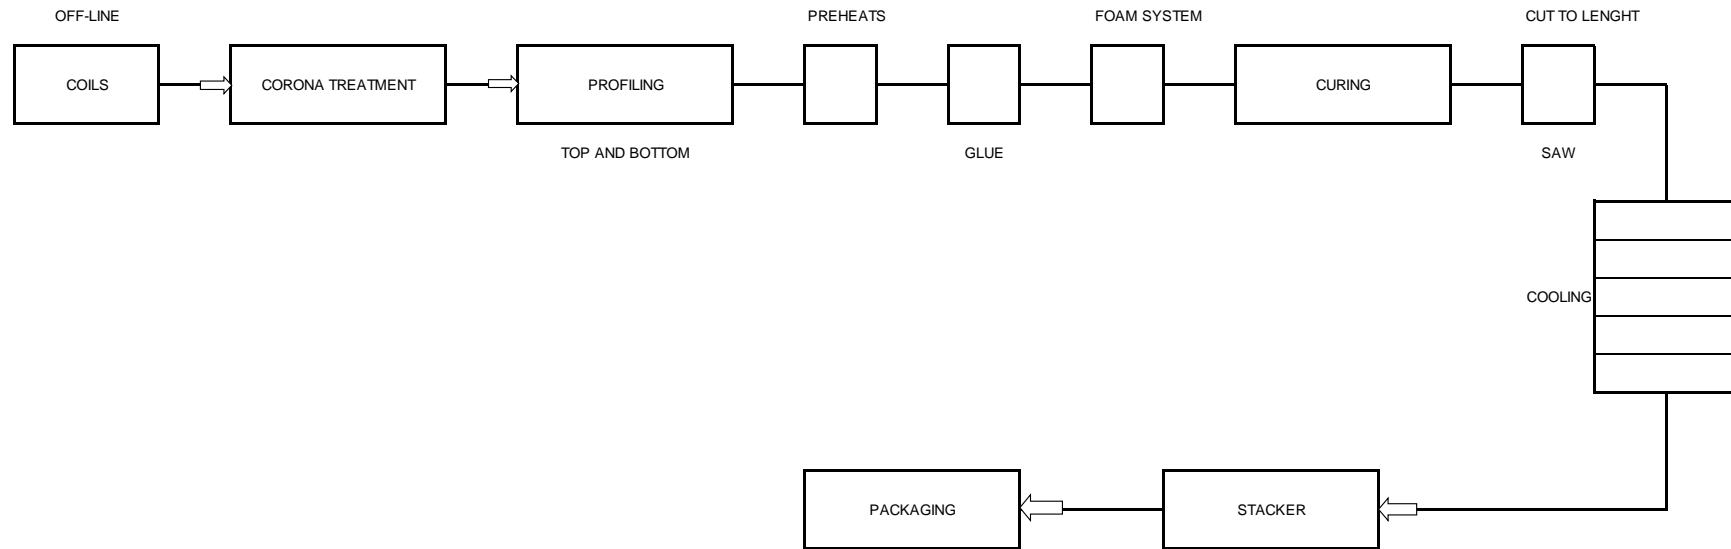 OFF-LINE
PREHEATS
FOAM SYSTEM
CUT TO LENGHT
COILS
CORONA TREATMENT
PROFILING
CURING
TOP AND BOTTOM
GLUE
SAW
COOLING
PACKAGING
STACKER